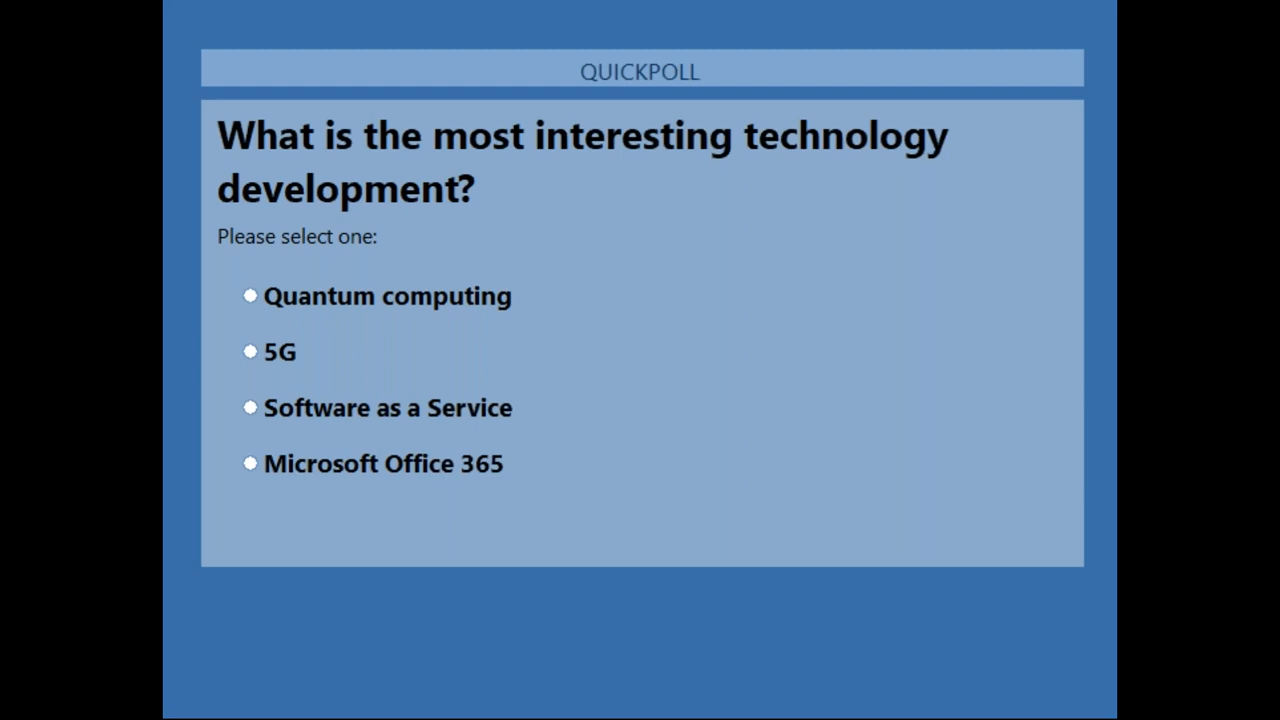 QUICKPOLL
What is the most interesting technology
development?
Please select one:
Quantum computing
5G
Software as a Service
Microsoft Office 365